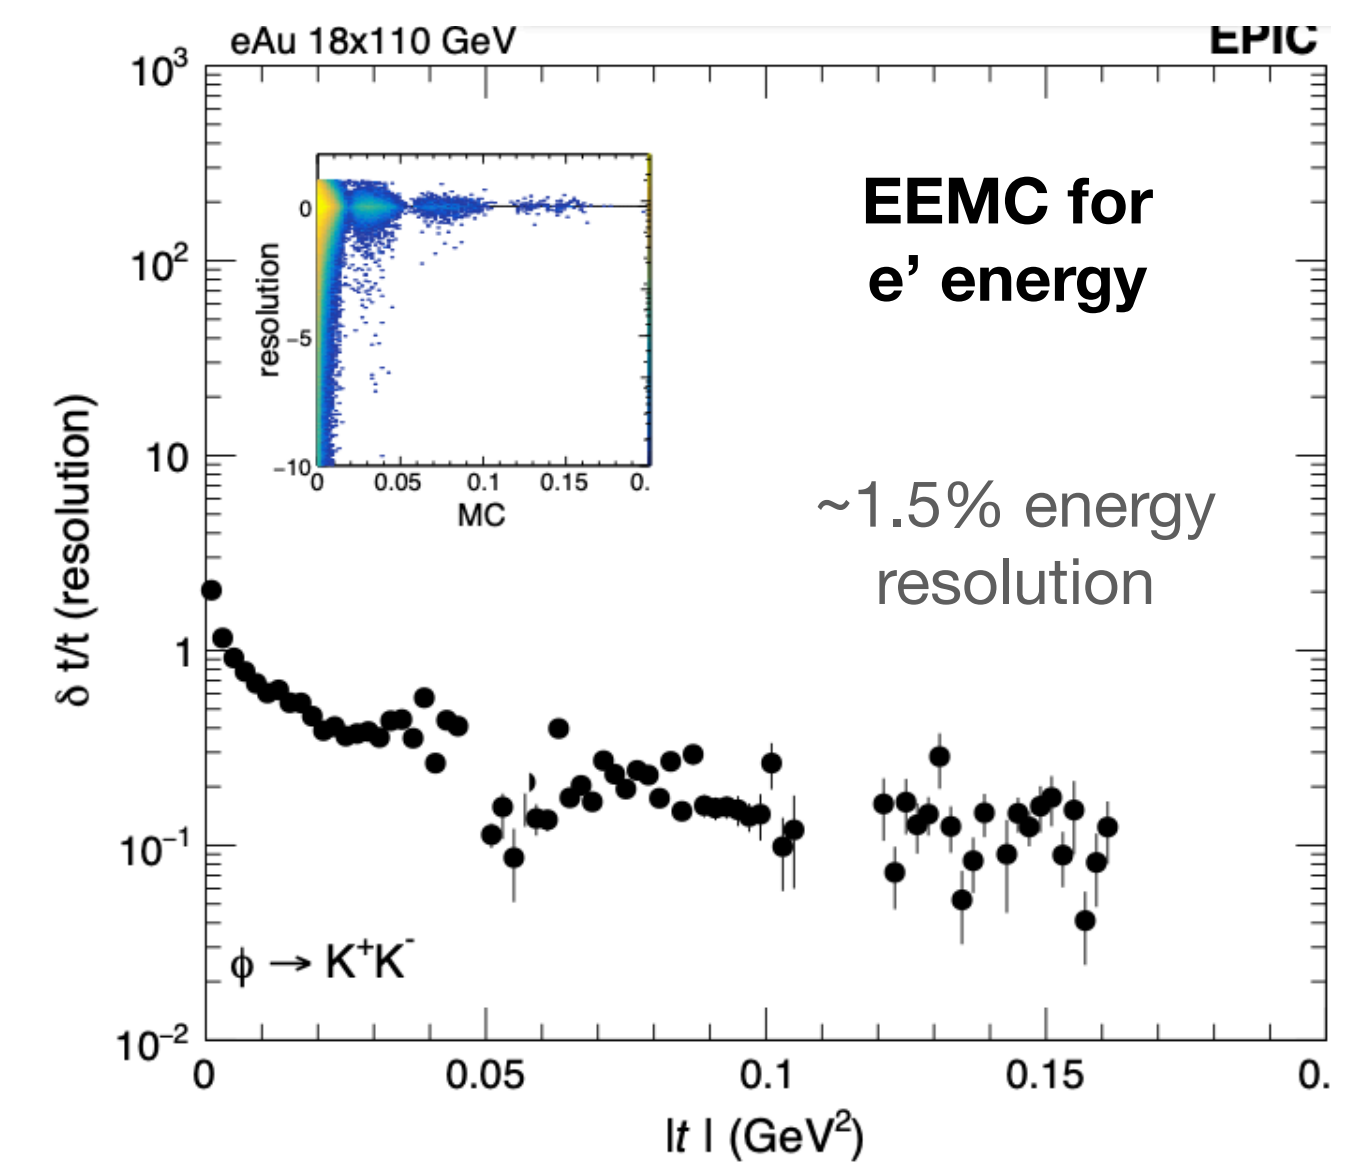 eAu 18x110 GeV
EPIC
10³
10²
10
1
10⁻¹
10⁻²
δ t/t (resolution)
0
0.05
0.1
0.15
0.
|t| (GeV²)
EEMC for
e’ energy
~1.5% energy
resolution
ϕ → K⁺K⁻
resolution
0
−5
−10
0
0.05
0.1
0.15
0.
MC